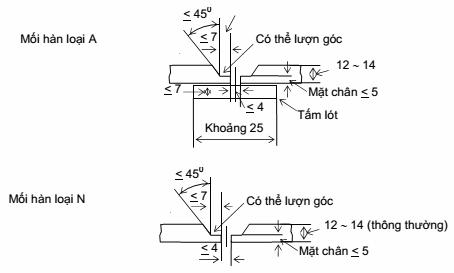 ≤ 45⁰
Mối hàn loại A
≤ 7
Có thể lượn góc
12 ~ 14
≤ 7
Mặt chân ≤ 5
≤ 4
Tấm lót
Khoảng 25
≤ 45⁰
Mối hàn loại N
≤ 7
Có thể lượn góc
12 ~ 14 (thông thường)
≤ 4
Mặt chân ≤ 5